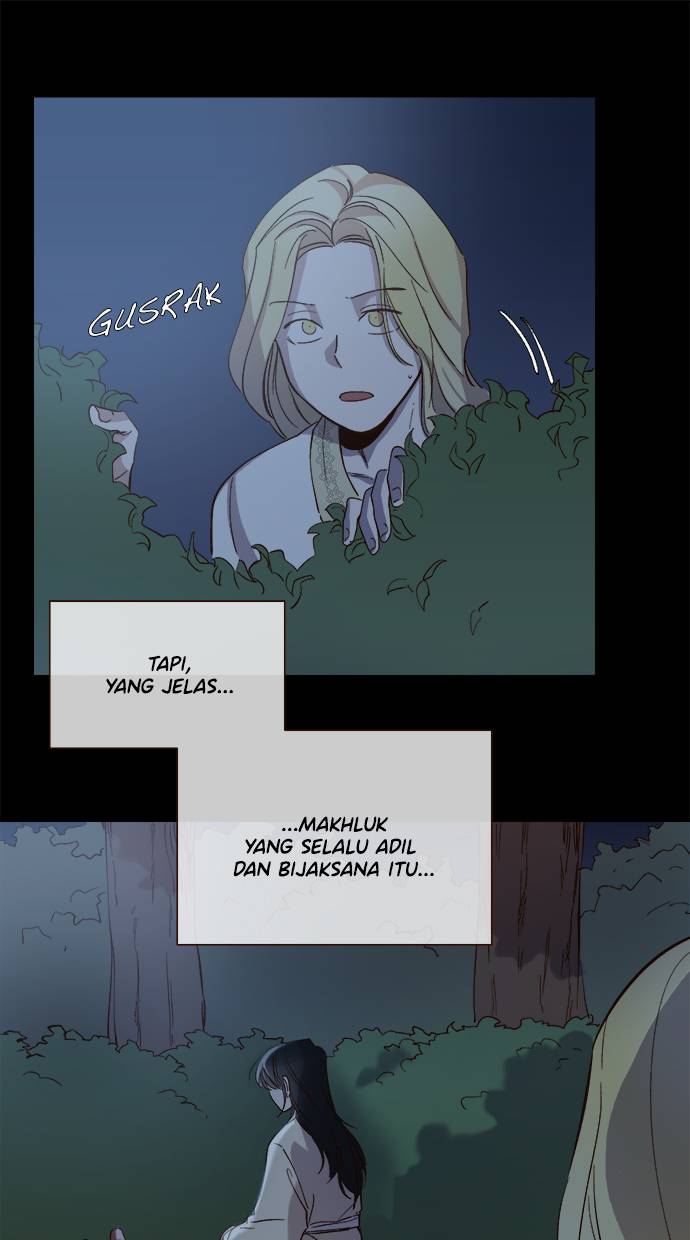 GUSRAK
TAPI,
YANG JELAS...
...MAKHLUK
YANG SELALU ADIL
DAN BIJAKSANA ITU...